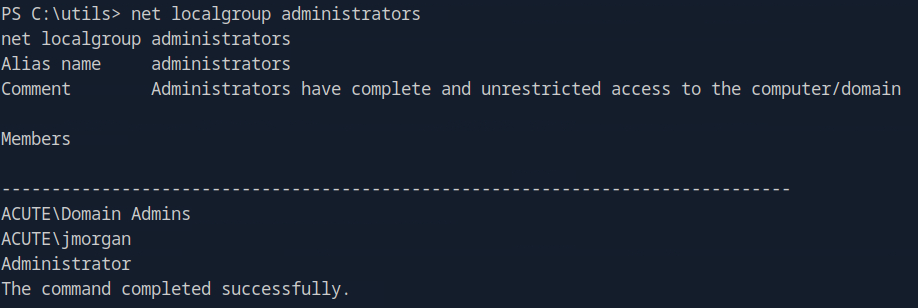 PS C:\utils> net localgroup administrators
net localgroup administrators
Alias name     administrators
Comment        Administrators have complete and unrestricted access to the computer/domain
Members
-------------------------------------------------------------------------------
ACUTE\Domain Admins
ACUTE\jmorgan
Administrator
The command completed successfully.